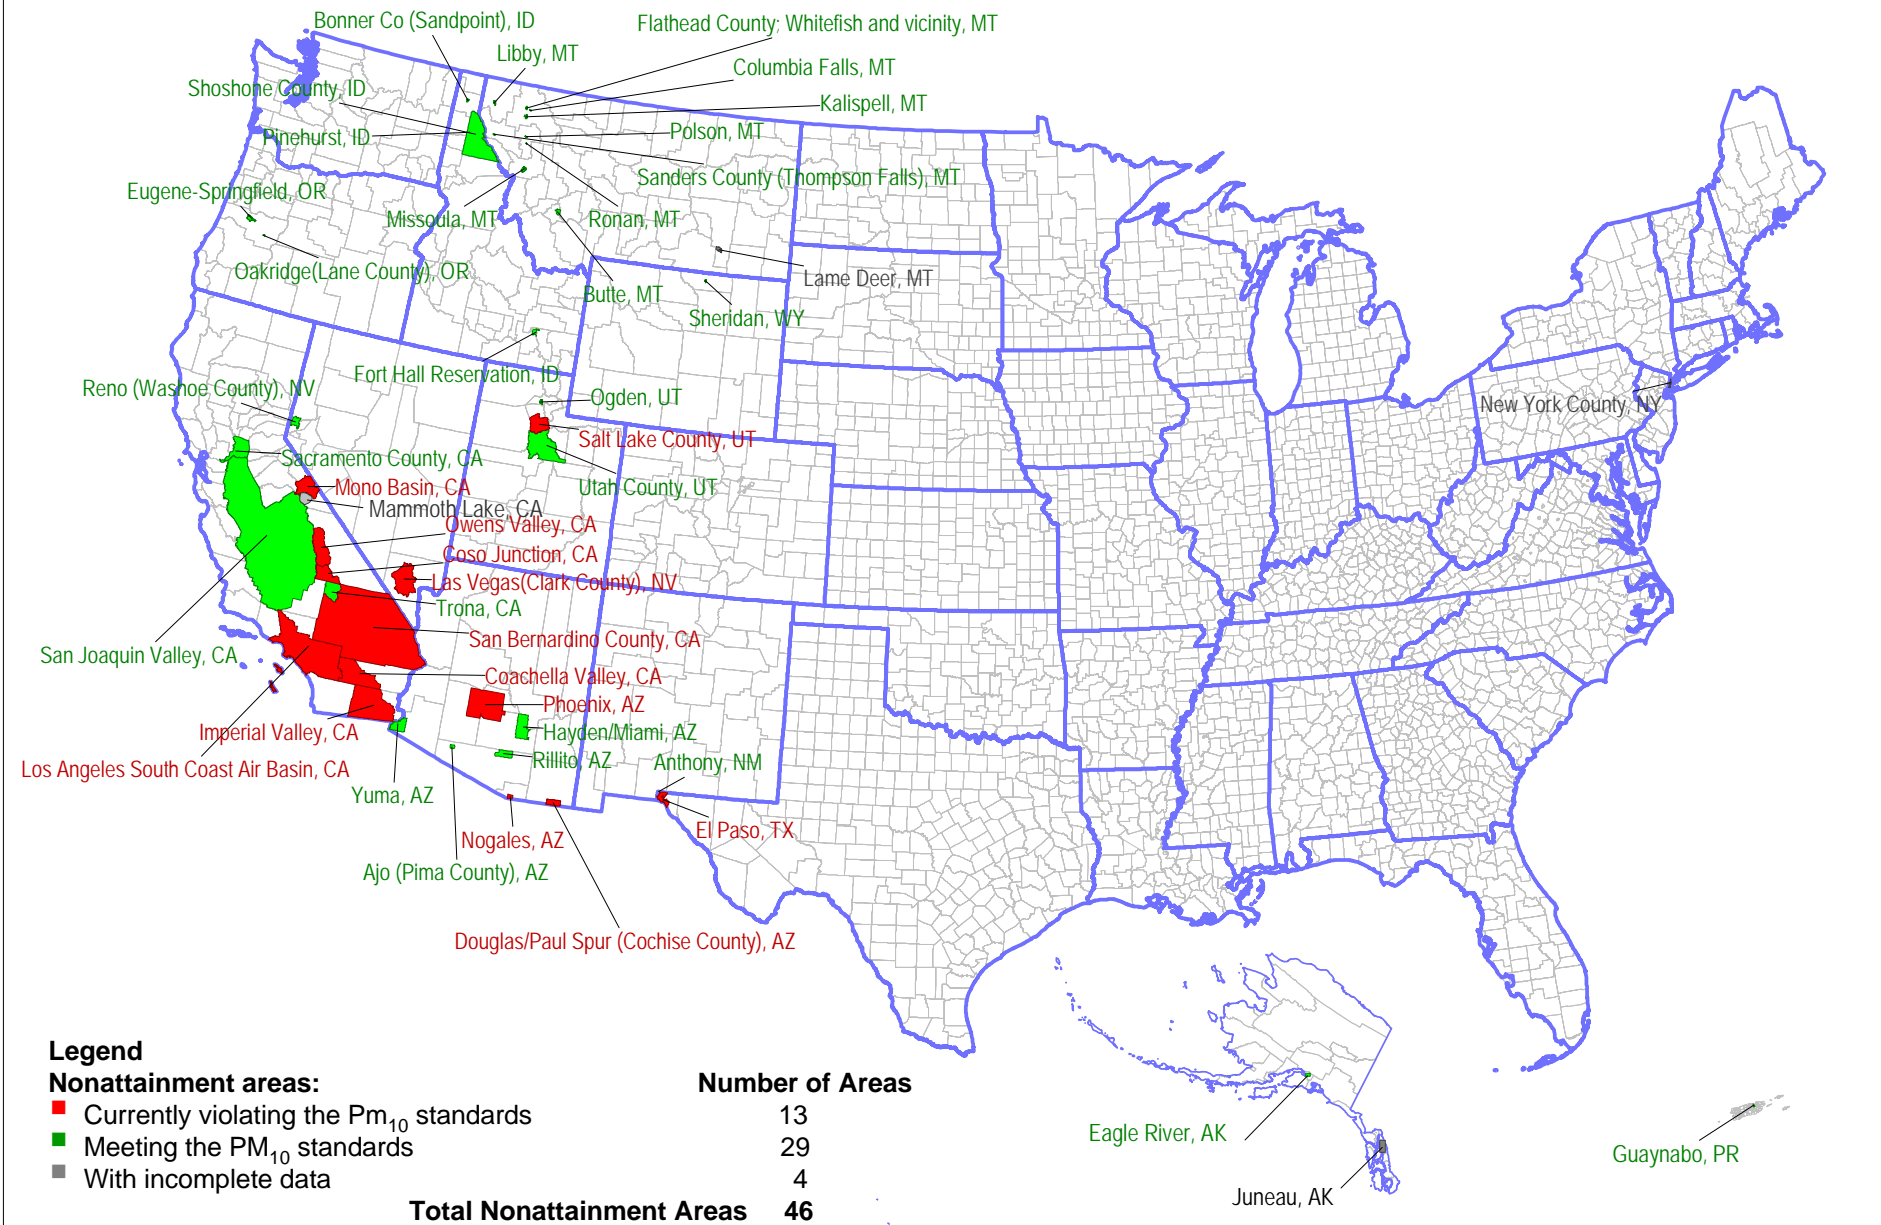 Bonner Co (Sandpoint), ID
Flathead County; Whitefish and vicinity, MT
Libby, MT
Columbia Falls, MT
Shoshone County, ID
Kalispell, MT
Pinehurst, ID
Polson, MT
Sanders County (Thompson Falls), MT
Eugene-Springfield, OR
Missoula, MT
Ronan, MT
Oakridge(Lane County), OR
Lame Deer, MT
Butte, MT
Sheridan, WY
Fort Hall Reservation, ID
Reno (Washoe County), NV
Ogden, UT
New York County, NY
Salt Lake County, UT
Sacramento County, CA
Mono Basin, CA
Utah County, UT
Mammoth Lake, CA
Owens Valley, CA
Coso Junction, CA
Las Vegas(Clark County), NV
Trona, CA
San Bernardino County, CA
San Joaquin Valley, CA
Coachella Valley, CA
Phoenix, AZ
Imperial Valley, CA
Hayden/Miami, AZ
Rillito, AZ
Anthony, NM
Los Angeles South Coast Air Basin, CA
Yuma, AZ
El Paso, TX
Nogales, AZ
Ajo (Pima County), AZ
Douglas/Paul Spur (Cochise County), AZ
Eagle River, AK
Guaynabo, PR
Juneau, AK
Legend
Nonattainment areas: Number of Areas
Currently violating the Pm10 standards 13
Meeting the PM10 standards 29
With incomplete data 4
Total Nonattainment Areas 46